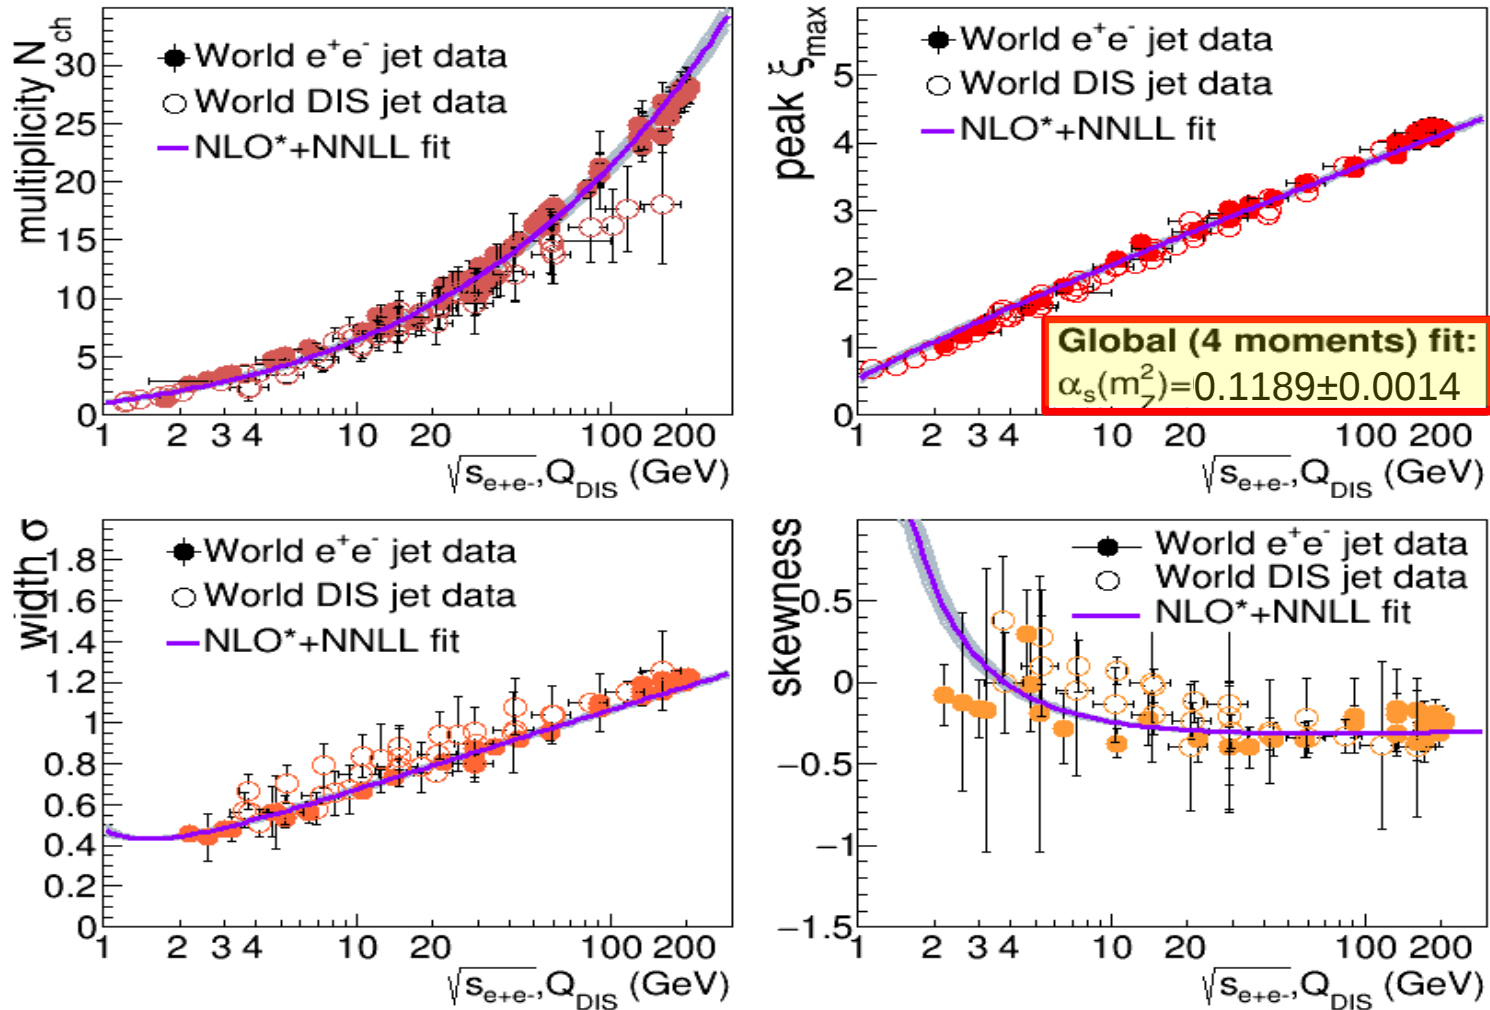 multiplicity N_ch
World e⁺e⁻ jet data
World DIS jet data
NLO*+NNLL fit
30
25
20
15
10
5
0
1 2 3 4 10 20 100 200
√s_e+e-, Q_DIS (GeV)
peak ξ_max
World e⁺e⁻ jet data
World DIS jet data
NLO*+NNLL fit
5
4
3
2
1
0
Global (4 moments) fit:
α_s(m²_Z)=0.1189±0.0014
1 2 3 4 10 20 100 200
√s_e+e-, Q_DIS (GeV)
width σ
World e⁺e⁻ jet data
World DIS jet data
NLO*+NNLL fit
1.8
1.6
1.4
1.2
1
0.8
0.6
0.4
0.2
0
1 2 3 4 10 20 100 200
√s_e+e-, Q_DIS (GeV)
skewness
World e⁺e⁻ jet data
World DIS jet data
NLO*+NNLL fit
0.5
0
−0.5
−1
−1.5
1 2 3 4 10 20 100 200
√s_e+e-, Q_DIS (GeV)